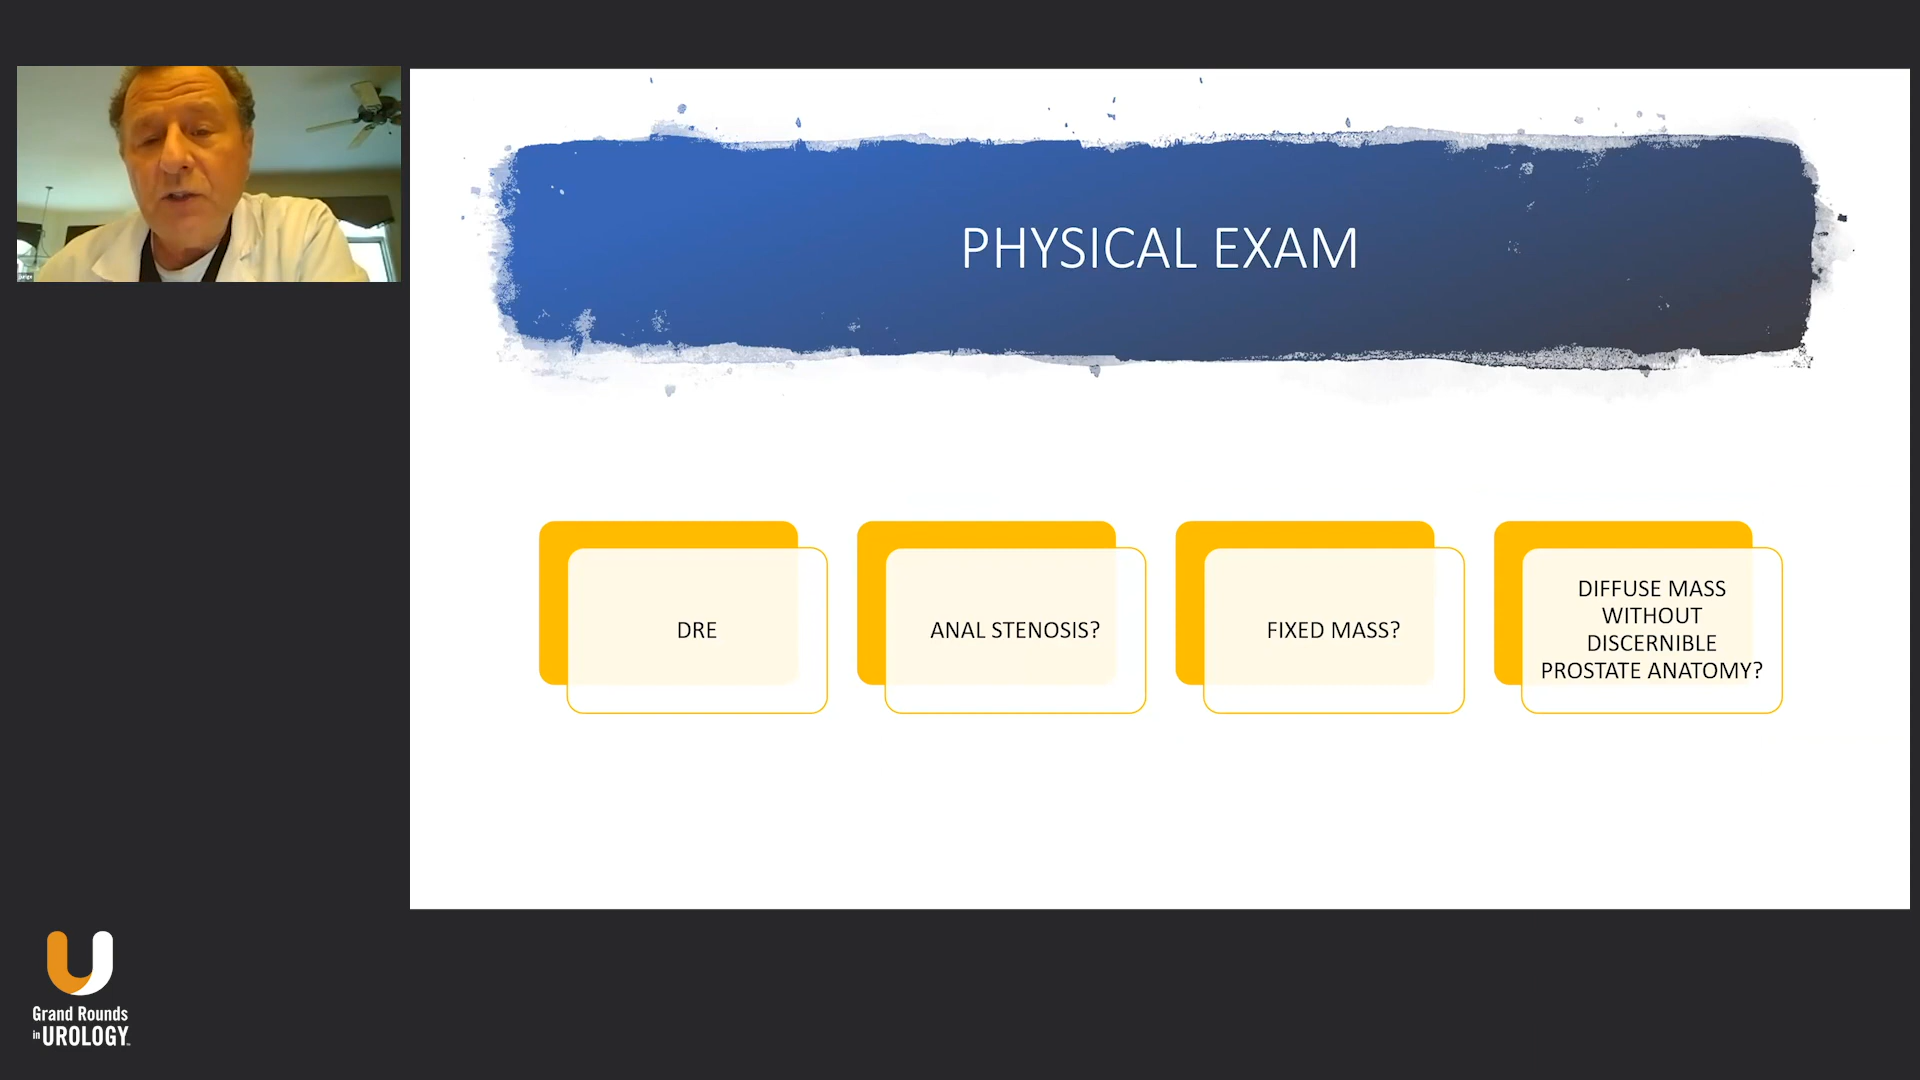 PHYSICAL EXAM
DRE
ANAL STENOSIS?
FIXED MASS?
DIFFUSE MASS
WITHOUT
DISCERNIBLE
PROSTATE ANATOMY?
Grand Rounds
in UROLOGY